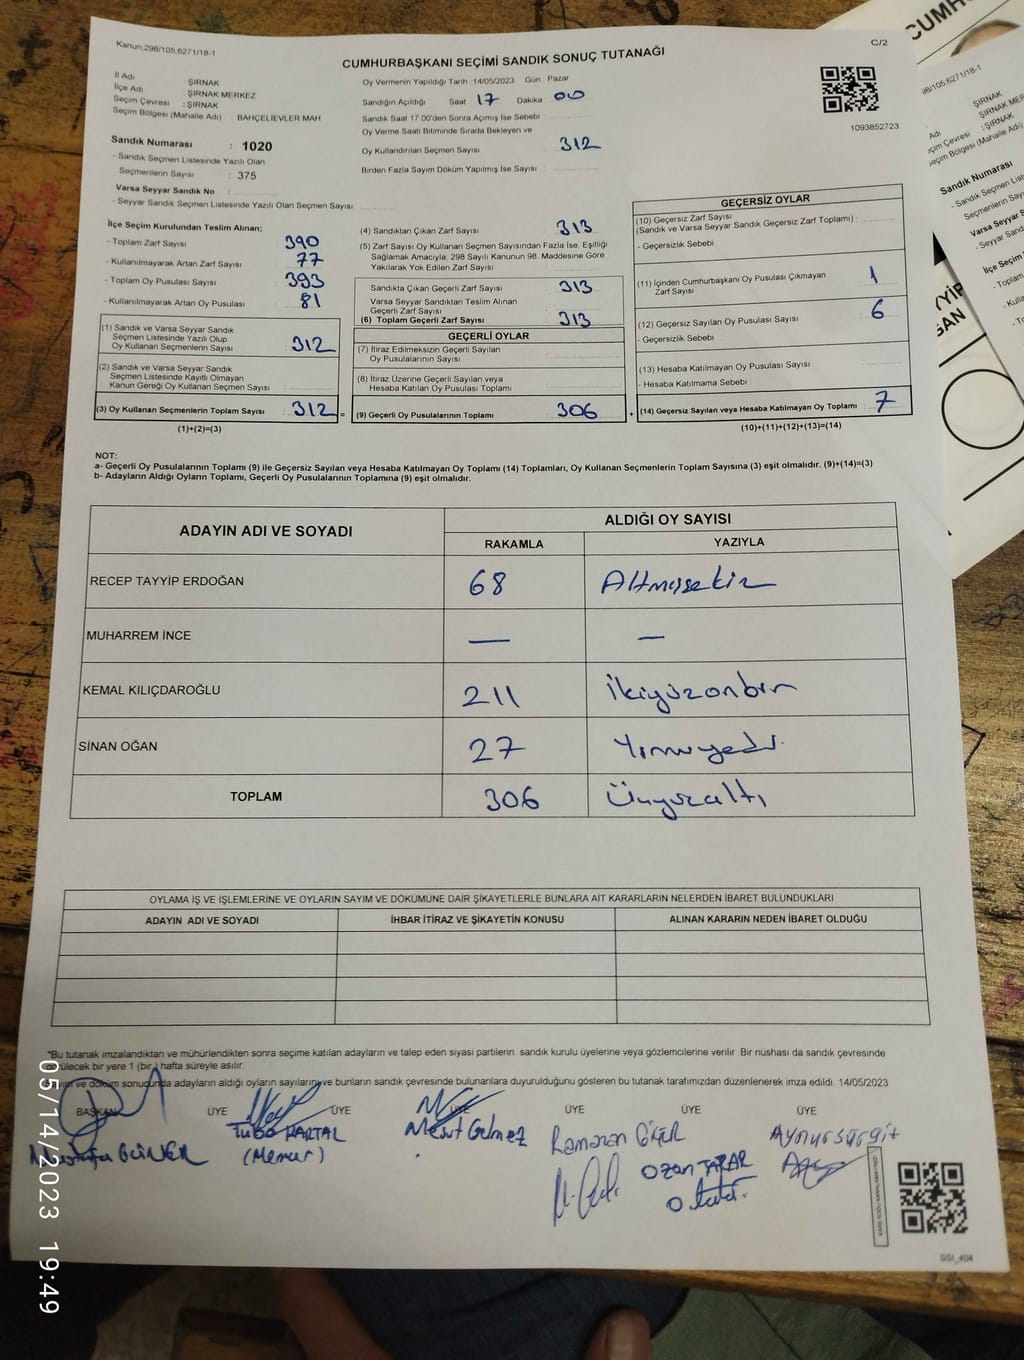 Kanun,298/105,6271/18-1
C/2
CUMHURBAŞKANI SEÇİMİ SANDIK SONUÇ TUTANAĞI
İl Adı : ŞIRNAK
İlçe Adı : ŞIRNAK MERKEZ
Seçim Çevresi : ŞIRNAK
Seçim Bölgesi (Mahalle Adı) BAHÇELİEVLER MAH
Sandık Numarası : 1020
- Sandık Seçmen Listesinde Yazılı Olan
Seçmenlerin Sayısı : 375
Varsa Seyyar Sandık No :
- Seyyar Sandık Seçmen Listesinde Yazılı Olan Seçmen Sayısı
Oy Vermenin Yapıldığı Tarih :14/05/2023 Gün Pazar
Sandığın Açıldığı Saat 17 Dakika 00
Sandık Saat 17:00'den Sonra Açılmış İse Sebebi
Oy Verme Saati Bitiminde Sırada Bekleyen ve
Oy Kullandırılan Seçmen Sayısı : 312
Birden Fazla Sayım Döküm Yapılmış İse Sayısı
1093852723
İlçe Seçim Kurulundan Teslim Alınan;
- Toplam Zarf Sayısı : 390
- Kullanılmayarak Artan Zarf Sayısı : 77
- Toplam Oy Pusulası Sayısı : 393
- Kullanılmayarak Artan Oy Pusulası : 81
(1) Sandık ve Varsa Seyyar Sandık
Seçmen Listesinde Yazılı Olup
Oy Kullanan Seçmenlerin Sayısı : 312
(2) Sandık ve Varsa Seyyar Sandık
Seçmen Listesinde Kayıtlı Olmayan
Kanun Gereği Oy Kullanan Seçmen Sayısı :
(3) Oy Kullanan Seçmenlerin Toplam Sayısı : 312 =
(1)+(2)=(3)
(4) Sandıktan Çıkan Zarf Sayısı : 313
(5) Zarf Sayısı Oy Kullanan Seçmen Sayısından Fazla İse, Eşitliği
Sağlamak Amacıyla, 298 Sayılı Kanunun 98. Maddesine Göre
Yakılarak Yok Edilen Zarf Sayısı :
Sandıkta Çıkan Geçerli Zarf Sayısı : 313
Varsa Seyyar Sandıktan Teslim Alınan
Geçerli Zarf Sayısı :
(6) Toplam Geçerli Zarf Sayısı : 313
GEÇERLİ OYLAR
(7) İtiraz Edilmeksizin Geçerli Sayılan
Oy Pusulalarının Sayısı :
(8) İtiraz Üzerine Geçerli Sayılan veya
Hesaba Katılan Oy Pusulası Toplamı :
(9) Geçerli Oy Pusulalarının Toplamı : 306 +
GEÇERSİZ OYLAR
(10) Geçersiz Zarf Sayısı
(Sandık ve Varsa Seyyar Sandık Geçersiz Zarf Toplamı) :
- Geçersizlik Sebebi :
(11) İçinden Cumhurbaşkanı Oy Pusulası Çıkmayan
Zarf Sayısı : 1
(12) Geçersiz Sayılan Oy Pusulası Sayısı : 6
- Geçersizlik Sebebi :
(13) Hesaba Katılmayan Oy Pusulası Sayısı :
- Hesaba Katılmama Sebebi :
(14) Geçersiz Sayılan veya Hesaba Katılmayan Oy Toplamı : 7
(10)+(11)+(12)+(13)=(14)
NOT:
a- Geçerli Oy Pusulalarının Toplamı (9) ile Geçersiz Sayılan veya Hesaba Katılmayan Oy Toplamı (14) Toplamları, Oy Kullanan Seçmenlerin Toplam Sayısına (3) eşit olmalıdır. (9)+(14)=(3)
b- Adayların Aldığı Oyların Toplamı, Geçerli Oy Pusulalarının Toplamına (9) eşit olmalıdır.
ADAYIN ADI VE SOYADI
ALDIĞI OY SAYISI
RAKAMLA YAZIYLA
RECEP TAYYİP ERDOĞAN 68 Altmışsekiz
MUHARREM İNCE — —
KEMAL KILIÇDAROĞLU 211 İkiyüzonbir
SİNAN OĞAN 27 Yirmiyedi
TOPLAM 306 Üçyüzaltı
OYLAMA İŞ VE İŞLEMLERİNE VE OYLARIN SAYIM VE DÖKÜMÜNE DAİR ŞİKAYETLERLE BUNLARA AİT KARARLARIN NELERDEN İBARET BULUNDUKLARI
ADAYIN ADI VE SOYADI İHBAR İTİRAZ VE ŞİKAYETİN KONUSU ALINAN KARARIN NEDEN İBARET OLDUĞU
"Bu tutanak imzalandıktan ve mühürlendikten sonra seçime katılan adayların ve talep eden siyasi partilerin sandık kurulu üyelerine veya gözlemcilerine verilir. Bir nushası da sandık çevresinde
görülecek bir yere 1 (bir) hafta süreyle asılır.
ve döküm sonucunda adayların aldığı oyların sayıları ve bunların sandık çevresinde bulunanlara duyurulduğunu gösteren bu tutanak tarafımızdan düzenlenerek imza edildi. 14/05/2023
BAŞKAN ÜYE ÜYE ÜYE ÜYE ÜYE ÜYE
Mustafa GÜNER
Tuba KARTAL
(Memur)
Mesut Gelmez
Ramazan
Ozan TATAR
Aynur
SSI_404
05/14/2023 19:49
CUMH
98/105,6271/18-1
ŞIRNAK
ŞIRNAK MER
: ŞIRNAK
Sandık Numarası